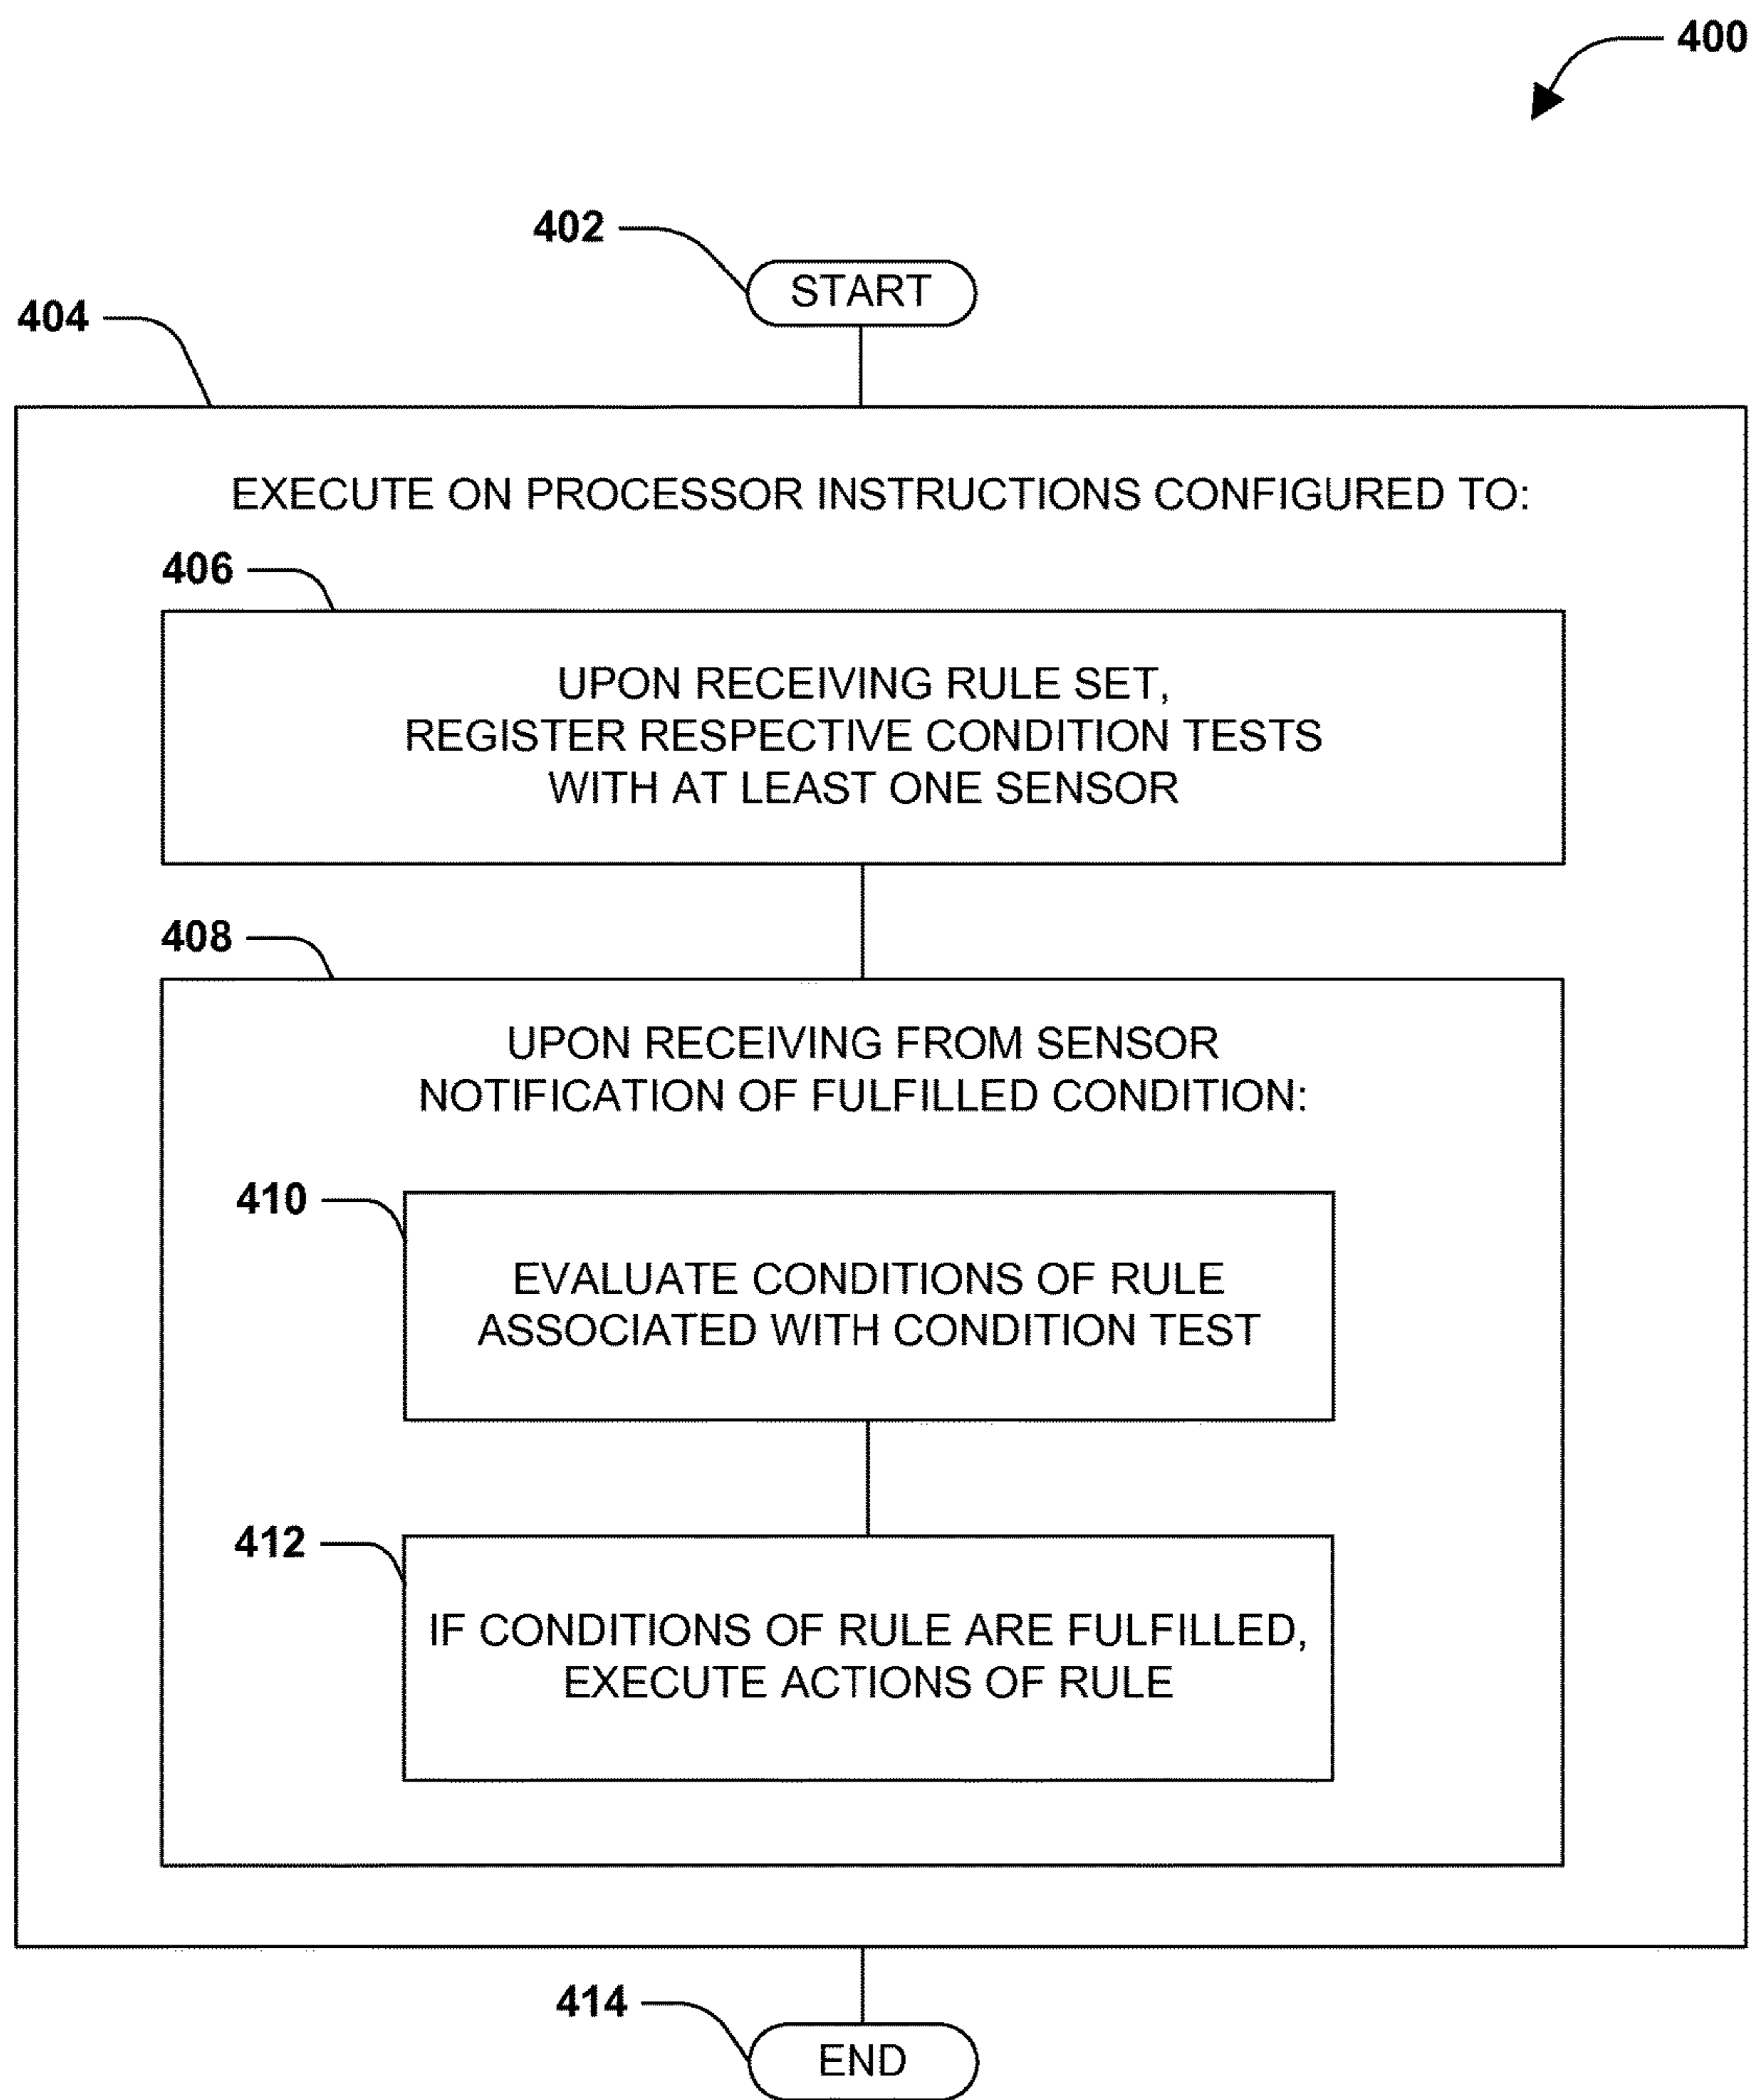 400
402
START
404
EXECUTE ON PROCESSOR INSTRUCTIONS CONFIGURED TO:
406
UPON RECEIVING RULE SET,
REGISTER RESPECTIVE CONDITION TESTS
WITH AT LEAST ONE SENSOR
408
UPON RECEIVING FROM SENSOR
NOTIFICATION OF FULFILLED CONDITION:
410
EVALUATE CONDITIONS OF RULE
ASSOCIATED WITH CONDITION TEST
412
IF CONDITIONS OF RULE ARE FULFILLED,
EXECUTE ACTIONS OF RULE
414
END